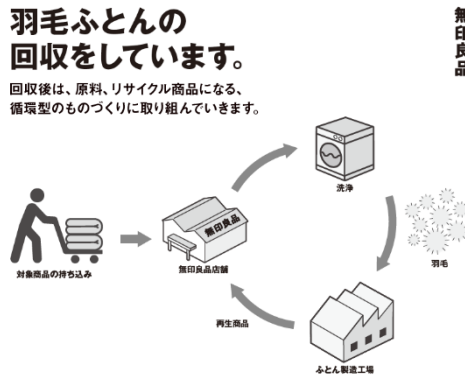 羽毛ふとんの
回収をしています。
回収後は、原料、リサイクル商品になる、
循環型のものづくりに取り組んでいきます。
無印良品
洗浄
無印良品
対象商品の持ち込み
無印良品店舗
羽毛
再生商品
ふとん製造工場